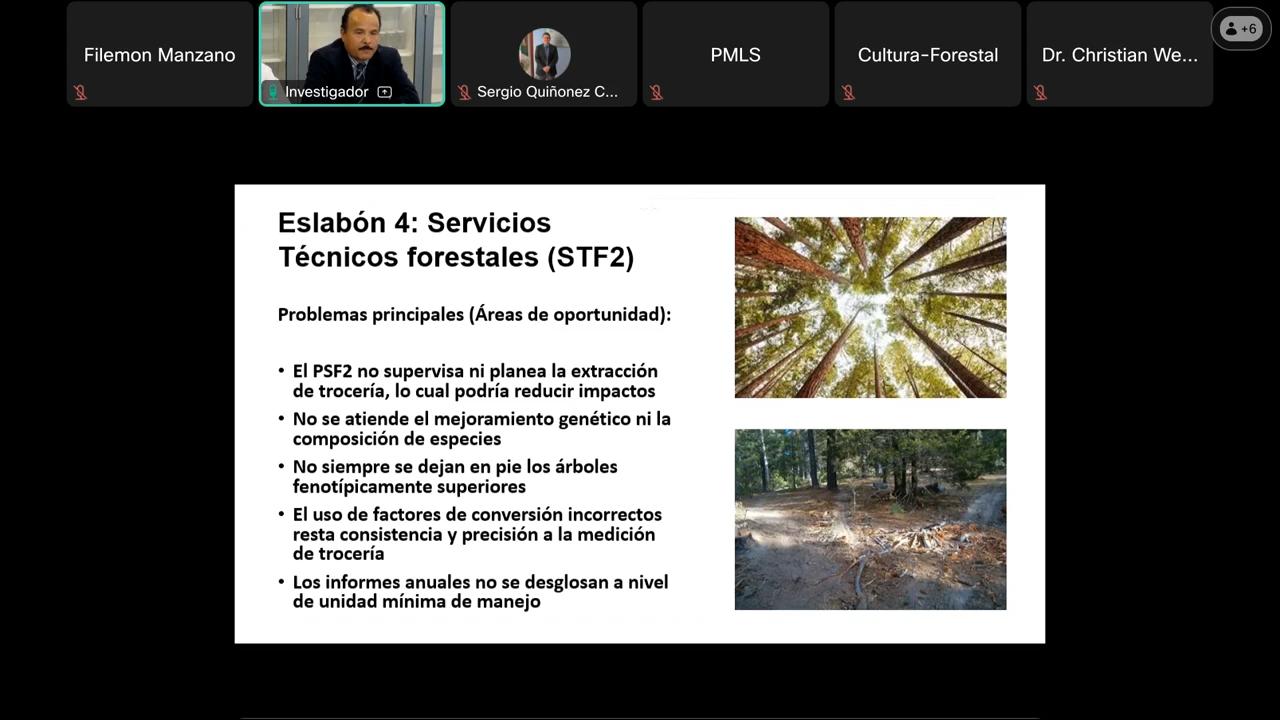 Filemon Manzano
Investigador
Sergio Quiñonez C...
PMLS
Cultura-Forestal
Dr. Christian We...
+6
Eslabón 4: Servicios
Técnicos forestales (STF2)
Problemas principales (Áreas de oportunidad):
• El PSF2 no supervisa ni planea la extracción
de trocería, lo cual podría reducir impactos
• No se atiende el mejoramiento genético ni la
composición de especies
• No siempre se dejan en pie los árboles
fenotípicamente superiores
• El uso de factores de conversión incorrectos
resta consistencia y precisión a la medición
de trocería
• Los informes anuales no se desglosan a nivel
de unidad mínima de manejo